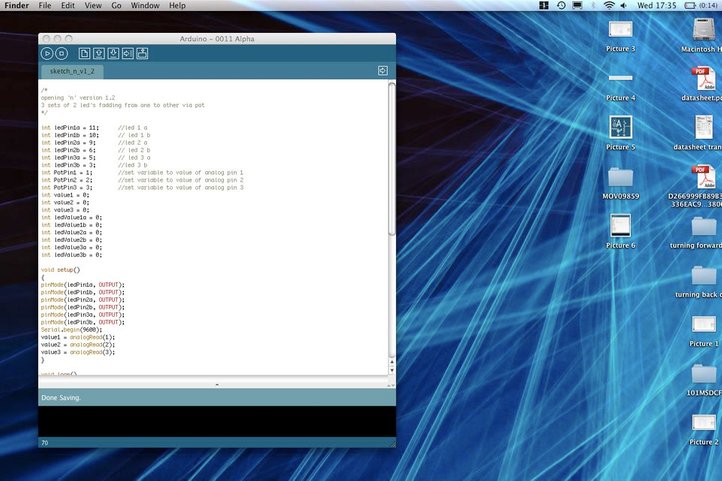 Finder File Edit View Go Window Help Wed 17:35 (0:14)
Arduino - 0011 Alpha
sketch_n_v1_2
/*
opening 'n' version 1.2
3 sets of 2 led's fadding from one to other via pot
*/
int ledPin1a = 11; //led 1 a
int ledPin1b = 10; // led 1 b
int ledPin2a = 9; //led 2 a
int ledPin2b = 6; // led 2 b
int ledPin3a = 5; // led 3 a
int ledPin3b = 3; //led 3 b
int PotPin1 = 1; //set variable to value of analog pin 1
int PotPin2 = 2; //set variable to value of analog pin 2
int PotPin3 = 3; //set variable to value of analog pin 3
int value1 = 0;
int value2 = 0;
int value3 = 0;
int ledValue1a = 0;
int ledValue1b = 0;
int ledValue2a = 0;
int ledValue2b = 0;
int ledValue3a = 0;
int ledValue3b = 0;
void setup()
{
pinMode(ledPin1a, OUTPUT);
pinMode(ledPin1b, OUTPUT);
pinMode(ledPin2a, OUTPUT);
pinMode(ledPin2b, OUTPUT);
pinMode(ledPin3a, OUTPUT);
pinMode(ledPin3b, OUTPUT);
Serial.begin(9600);
value1 = analogRead(1);
value2 = analogRead(2);
value3 = analogRead(3);
}
void loop()
Done Saving.
70
Picture 3
Picture 4
Picture 5
MOV09859
Picture 6
Macintosh H
PDF
datasheet.pd
datasheet tran
PDF
D266999FB89B3
336EAC9...3806
turning forward
turning back c
Picture 1
101MSDCF
Picture 2